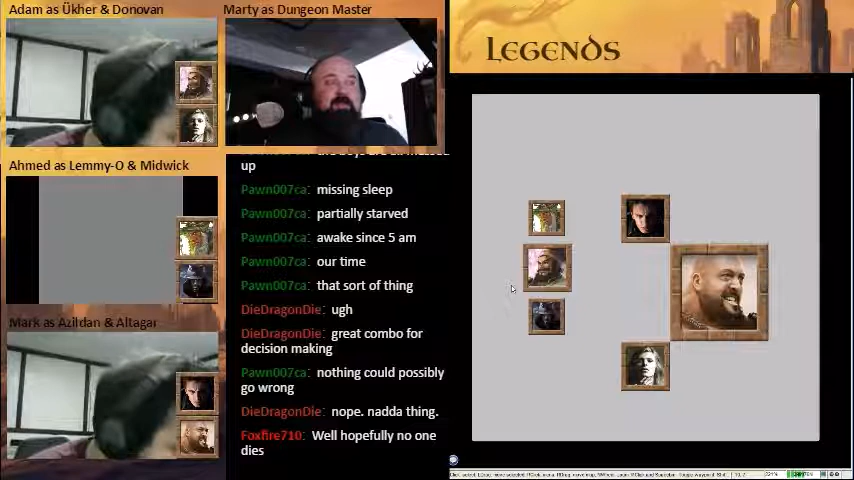 Adam as Ükher & Donovan
Marty as Dungeon Master
LEGENDS
Ahmed as Lemmy-O & Midwick
Mark as Azildan & Altagar
up
Pawn007ca: missing sleep
Pawn007ca: partially starved
Pawn007ca: awake since 5 am
Pawn007ca: our time
Pawn007ca: that sort of thing
DieDragonDie: ugh
DieDragonDie: great combo for
decision making
Pawn007ca: nothing could possibly
go wrong
DieDragonDie: nope. nadda thing.
Foxfire710: Well hopefully no one
dies